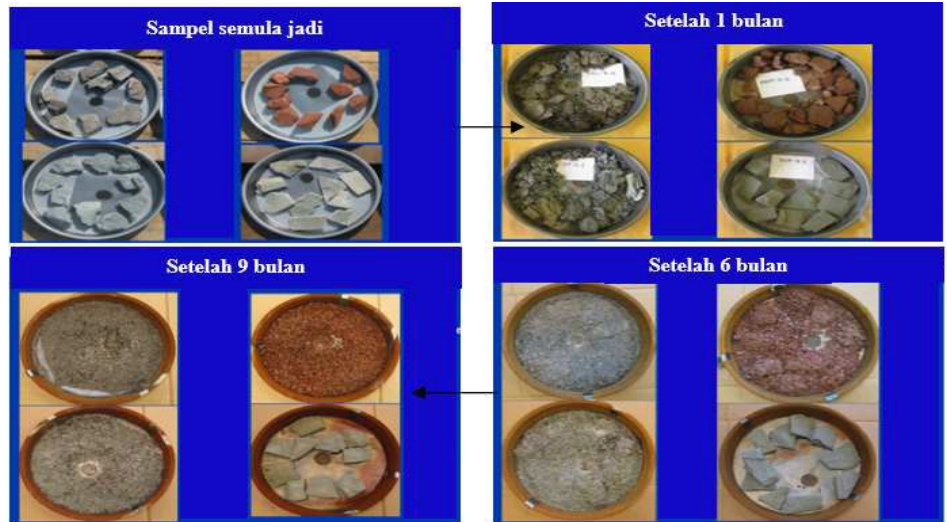 Sampel semula jadi
Setelah 1 bulan
Setelah 9 bulan
Setelah 6 bulan